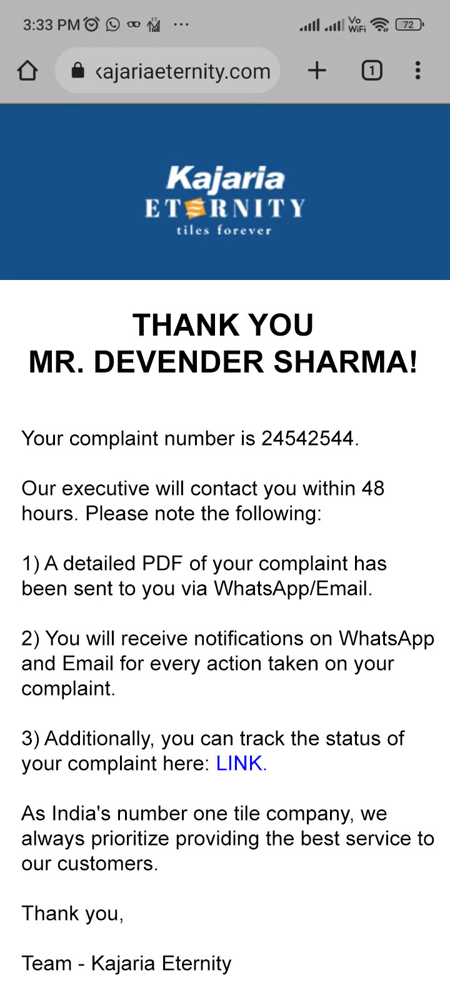 3:33 PM
Vo
WiFi
72
kajariaeternity.com
1
Kajaria
ETERNITY
tiles forever
THANK YOU
MR. DEVENDER SHARMA!
Your complaint number is 24542544.
Our executive will contact you within 48
hours. Please note the following:
1) A detailed PDF of your complaint has
been sent to you via WhatsApp/Email.
2) You will receive notifications on WhatsApp
and Email for every action taken on your
complaint.
3) Additionally, you can track the status of
your complaint here: LINK.
As India's number one tile company, we
always prioritize providing the best service to
our customers.
Thank you,
Team - Kajaria Eternity